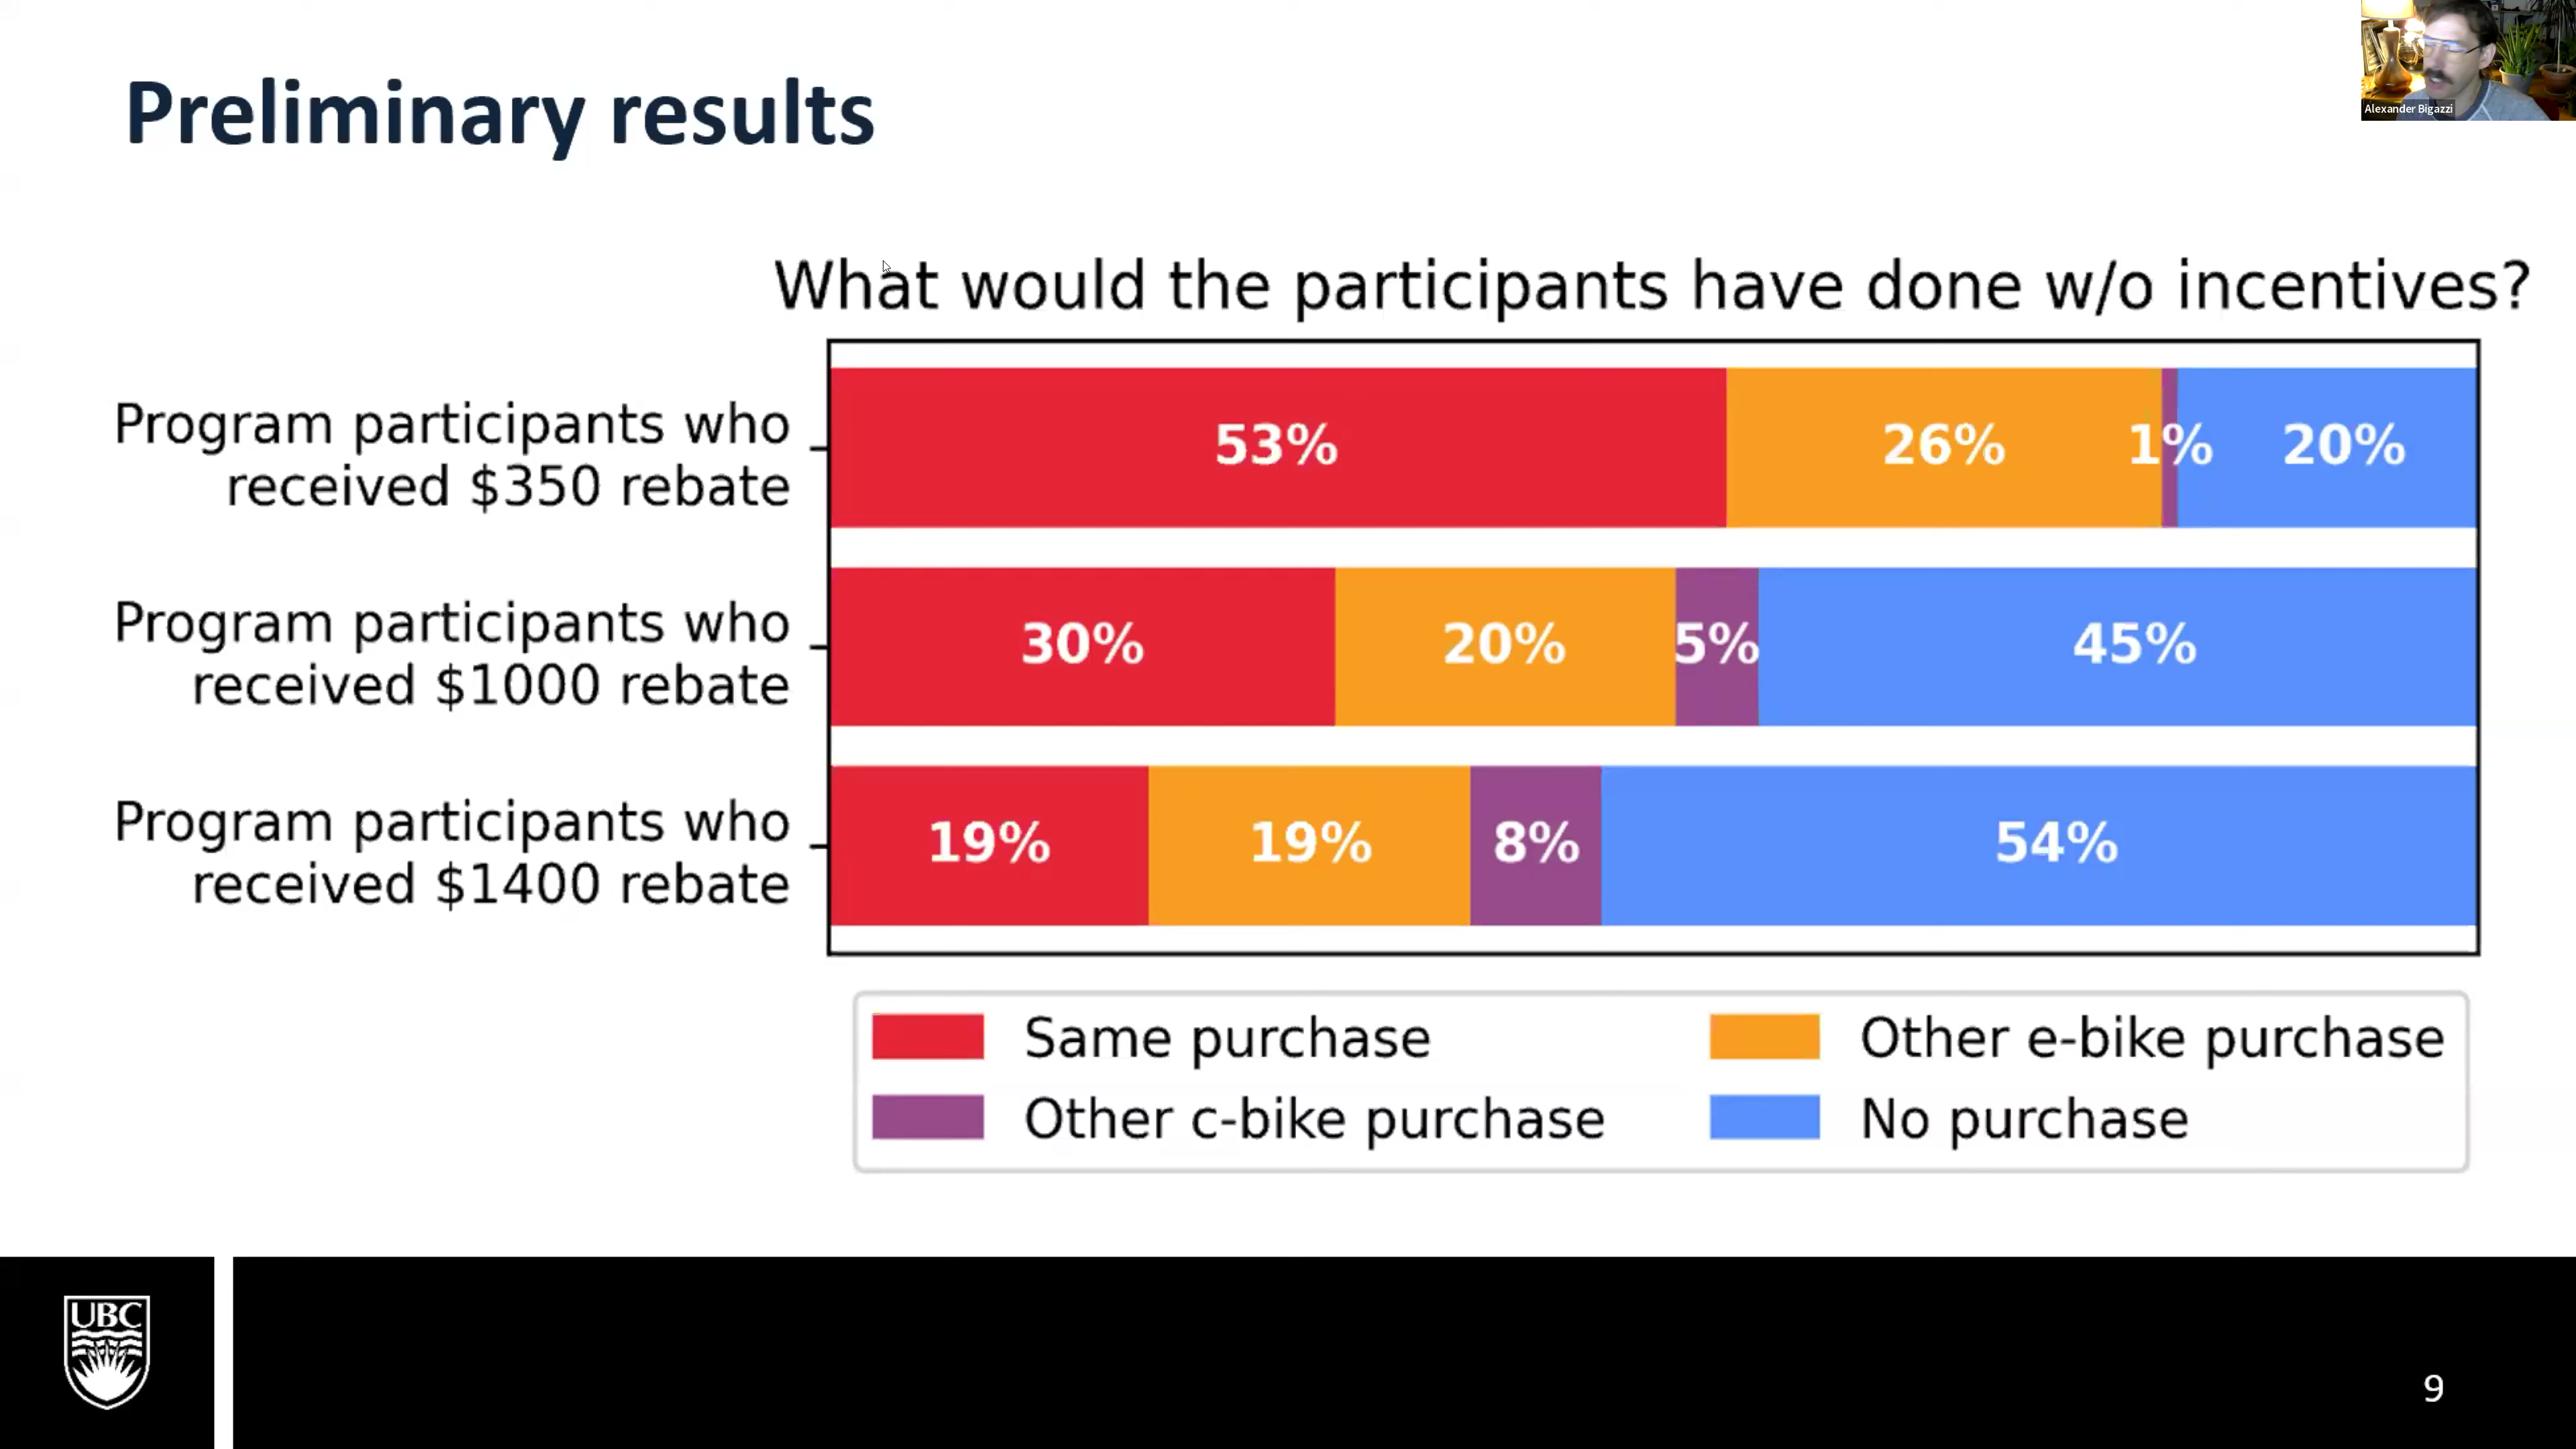 Preliminary results
Alexander Bigazzi
What would the participants have done w/o incentives?
Program participants who
received $350 rebate
53% 26% 1% 20%
Program participants who
received $1000 rebate
30% 20% 5% 45%
Program participants who
received $1400 rebate
19% 19% 8% 54%
Same purchase Other e-bike purchase
Other c-bike purchase No purchase
UBC
9